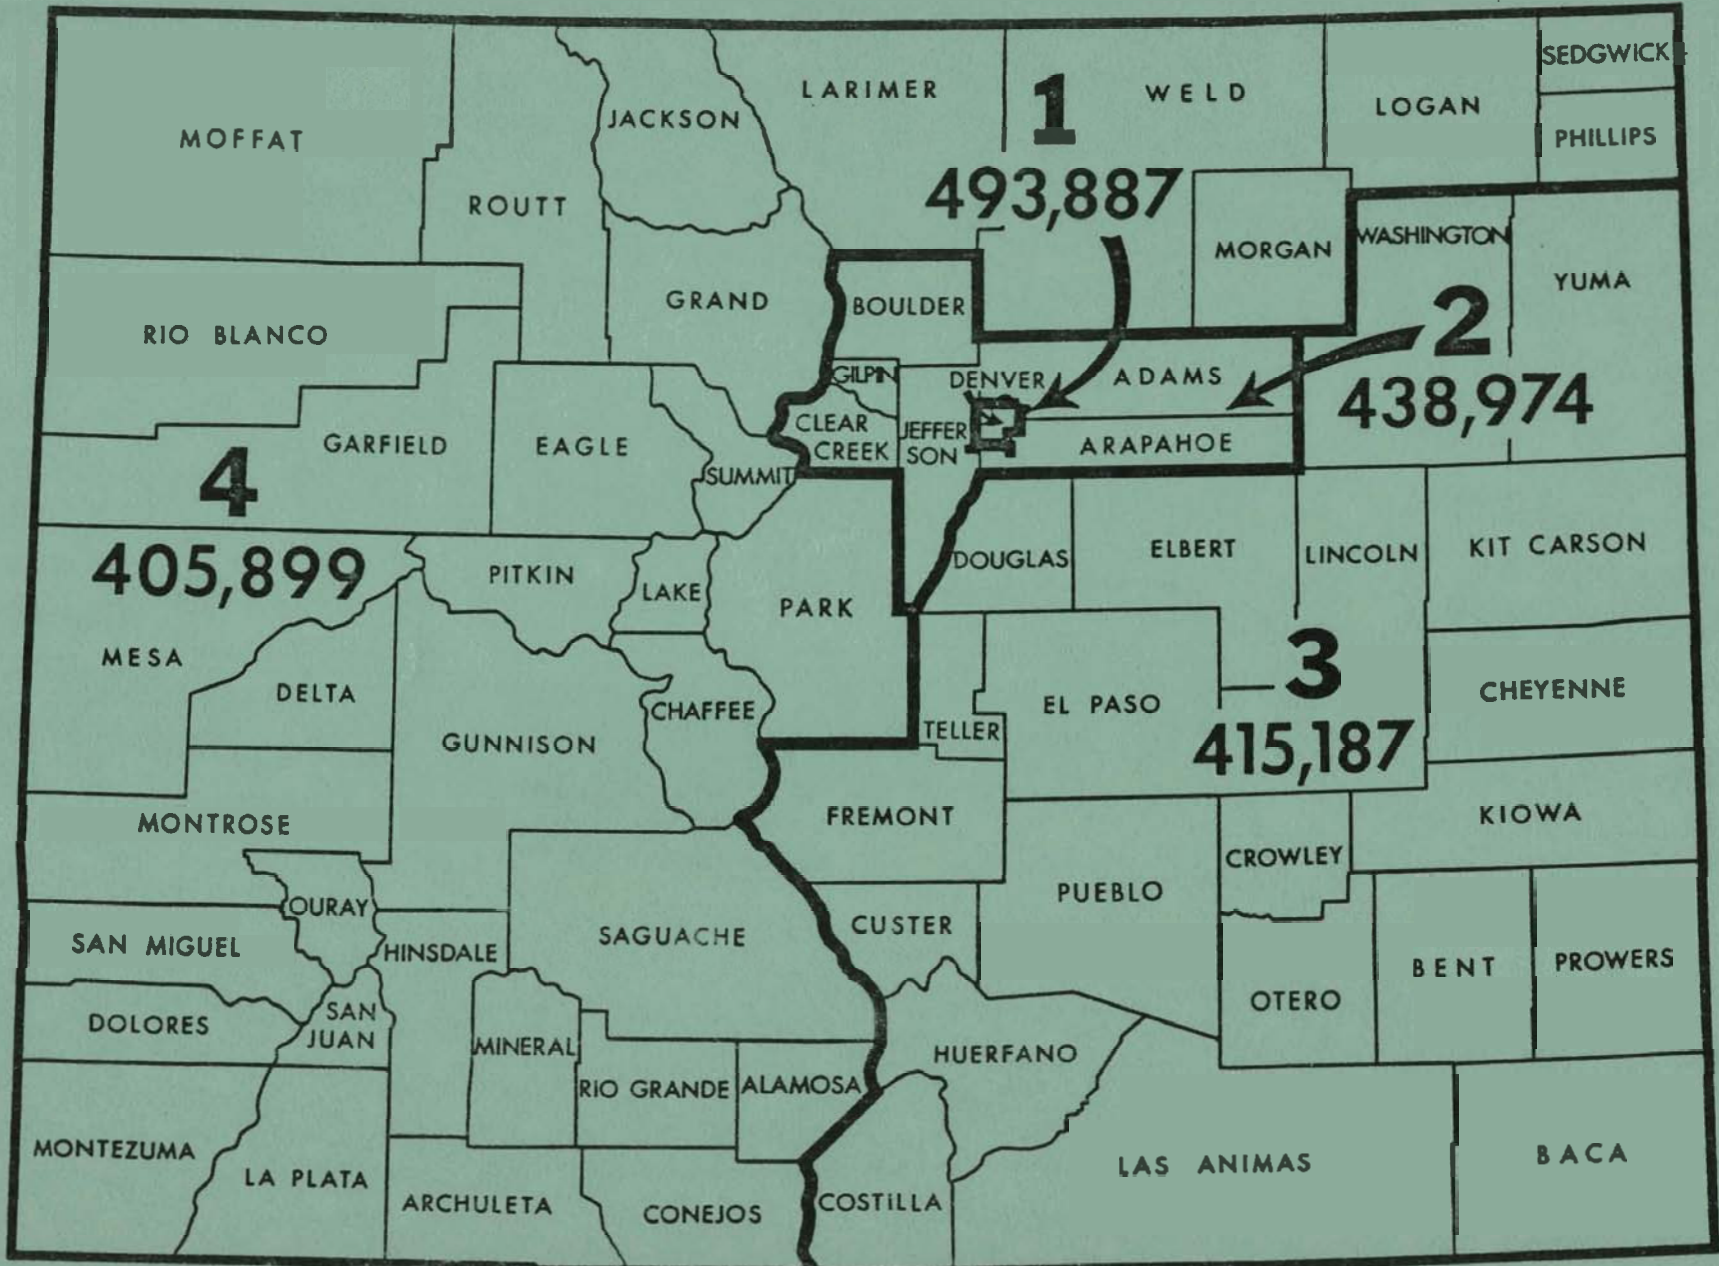 SEDGWICK
LARIMER
1
WELD
LOGAN
JACKSON
MOFFAT
PHILLIPS
493,887
ROUTT
WASHINGTON
MORGAN
YUMA
GRAND
BOULDER
RIO BLANCO
2
GILPIN
DENVER
ADAMS
438,974
CLEAR
CREEK
JEFFER
SON
ARAPAHOE
GARFIELD
EAGLE
SUMMIT
4
405,899
PITKIN
LAKE
PARK
DOUGLAS
ELBERT
LINCOLN
KIT CARSON
MESA
DELTA
3
CHEYENNE
CHAFFEE
EL PASO
GUNNISON
TELLER
415,187
MONTROSE
FREMONT
KIOWA
CROWLEY
PUEBLO
OURAY
SAN MIGUEL
HINSDALE
SAGUACHE
CUSTER
BENT
PROWERS
OTERO
DOLORES
SAN
JUAN
MINERAL
HUERFANO
RIO GRANDE
ALAMOSA
MONTEZUMA
LA PLATA
LAS ANIMAS
BACA
ARCHULETA
CONEJOS
COSTILLA